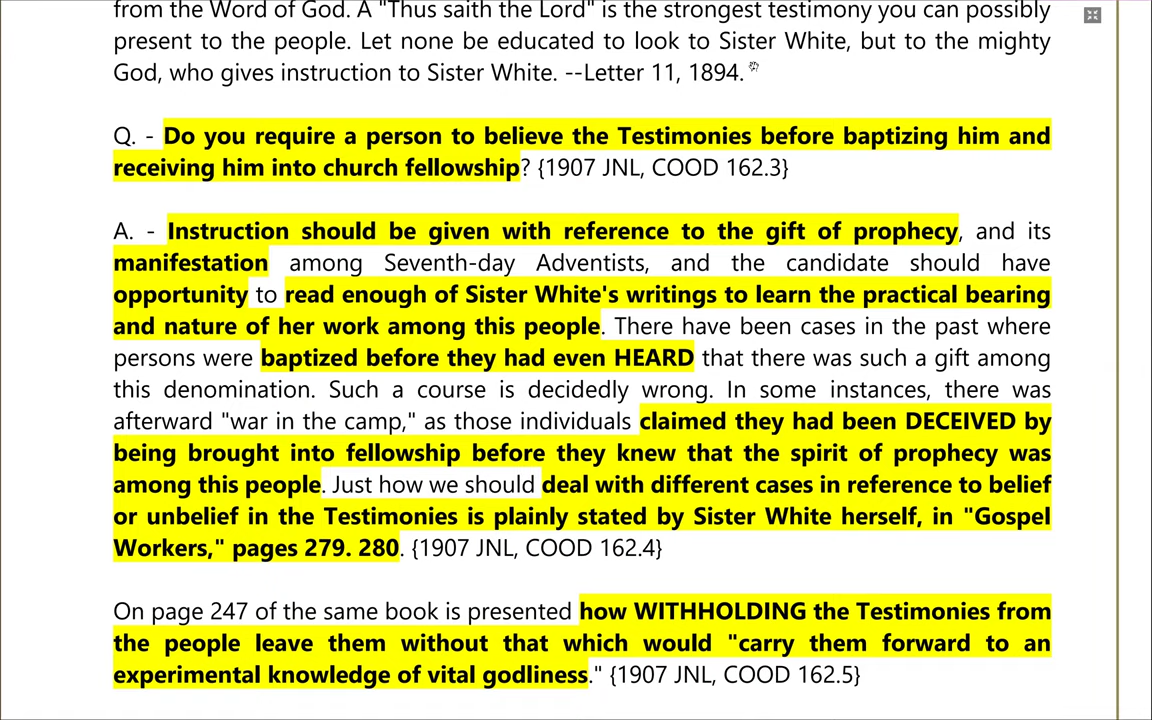 from the Word of God. A "Thus saith the Lord" is the strongest testimony you can possibly
present to the people. Let none be educated to look to Sister White, but to the mighty
God, who gives instruction to Sister White. --Letter 11, 1894.
Q. - Do you require a person to believe the Testimonies before baptizing him and
receiving him into church fellowship? {1907 JNL, COOD 162.3}
A. - Instruction should be given with reference to the gift of prophecy, and its
manifestation among Seventh-day Adventists, and the candidate should have
opportunity to read enough of Sister White's writings to learn the practical bearing
and nature of her work among this people. There have been cases in the past where
persons were baptized before they had even HEARD that there was such a gift among
this denomination. Such a course is decidedly wrong. In some instances, there was
afterward "war in the camp," as those individuals claimed they had been DECEIVED by
being brought into fellowship before they knew that the spirit of prophecy was
among this people. Just how we should deal with different cases in reference to belief
or unbelief in the Testimonies is plainly stated by Sister White herself, in "Gospel
Workers," pages 279. 280. {1907 JNL, COOD 162.4}
On page 247 of the same book is presented how WITHHOLDING the Testimonies from
the people leave them without that which would "carry them forward to an
experimental knowledge of vital godliness." {1907 JNL, COOD 162.5}